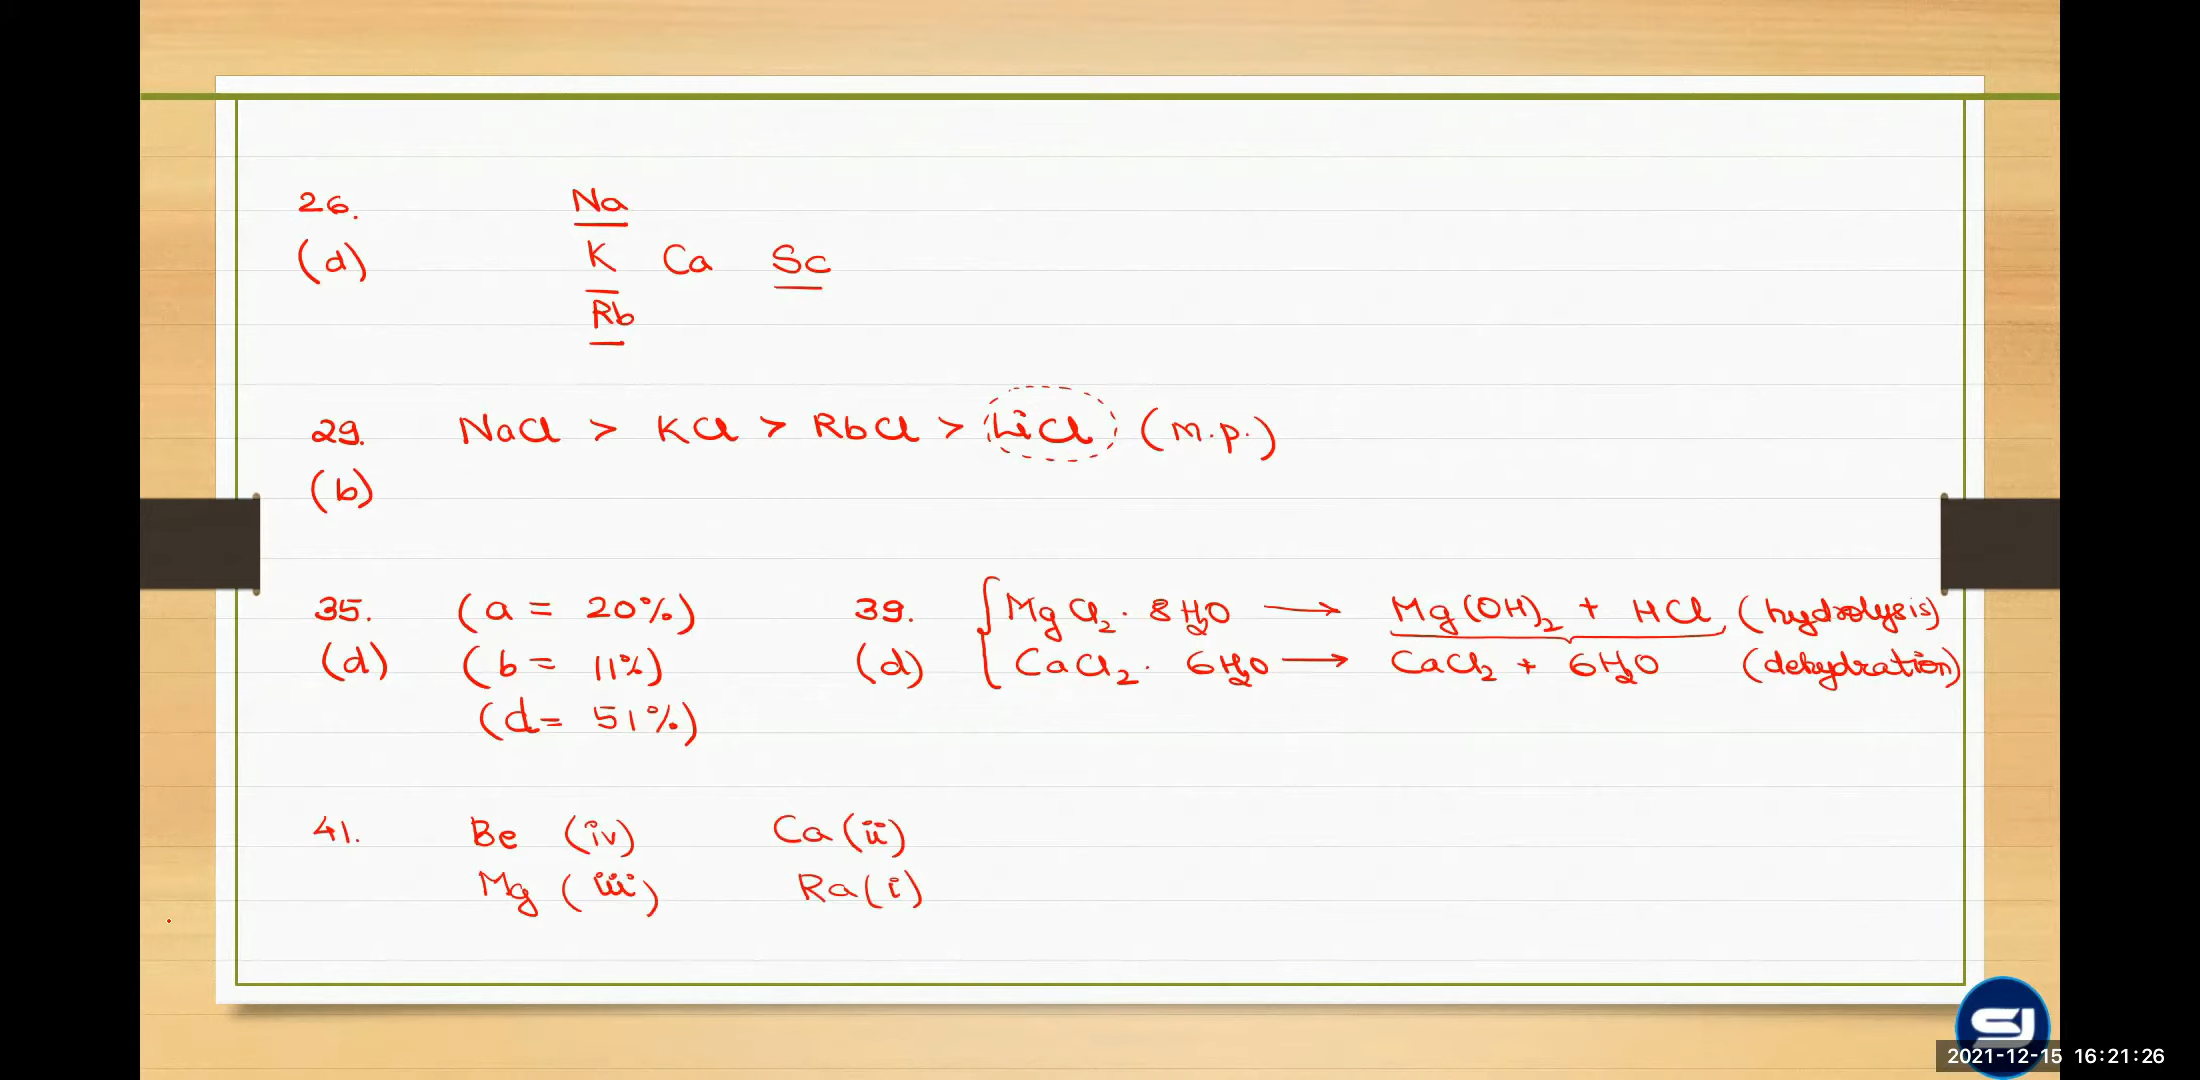 26. Na
(d) K Ca Sc
Rb
29. NaCl > KCl > RbCl > LiCl (m.p.)
(b)
35. (a = 20%)
(d) (b = 11%)
(d = 51%)
39. MgCl₂. 8H₂O → Mg(OH)₂ + HCl (hydrolysis)
(d) CaCl₂. 6H₂O → CaCl₂ + 6H₂O (dehydration)
41. Be (iv) Ca (ii)
Mg (iii) Ra (i)
SJ
2021-12-15 16:21:26